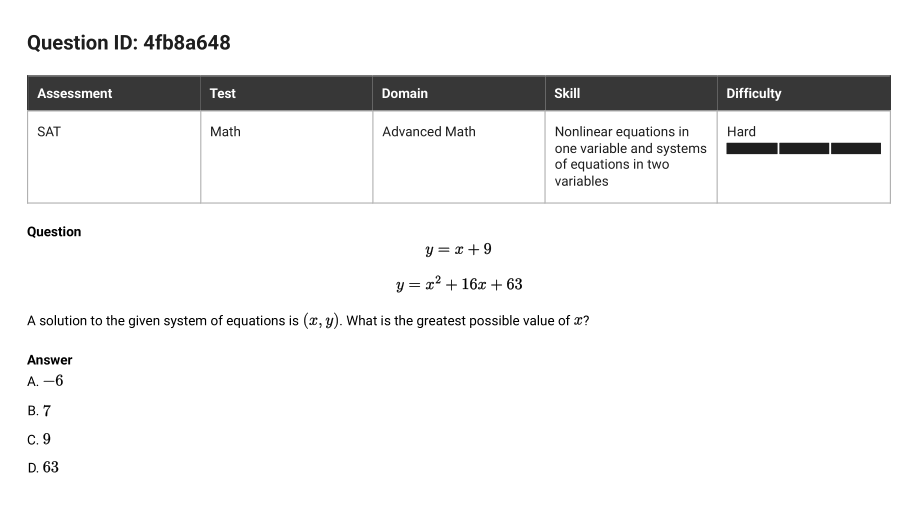 Question ID: 4fb8a648
Assessment Test Domain Skill Difficulty
SAT Math Advanced Math Nonlinear equations in one variable and systems of equations in two variables Hard
Question
y = x + 9
y = x² + 16x + 63
A solution to the given system of equations is (x, y). What is the greatest possible value of x?
Answer
A. −6
B. 7
C. 9
D. 63